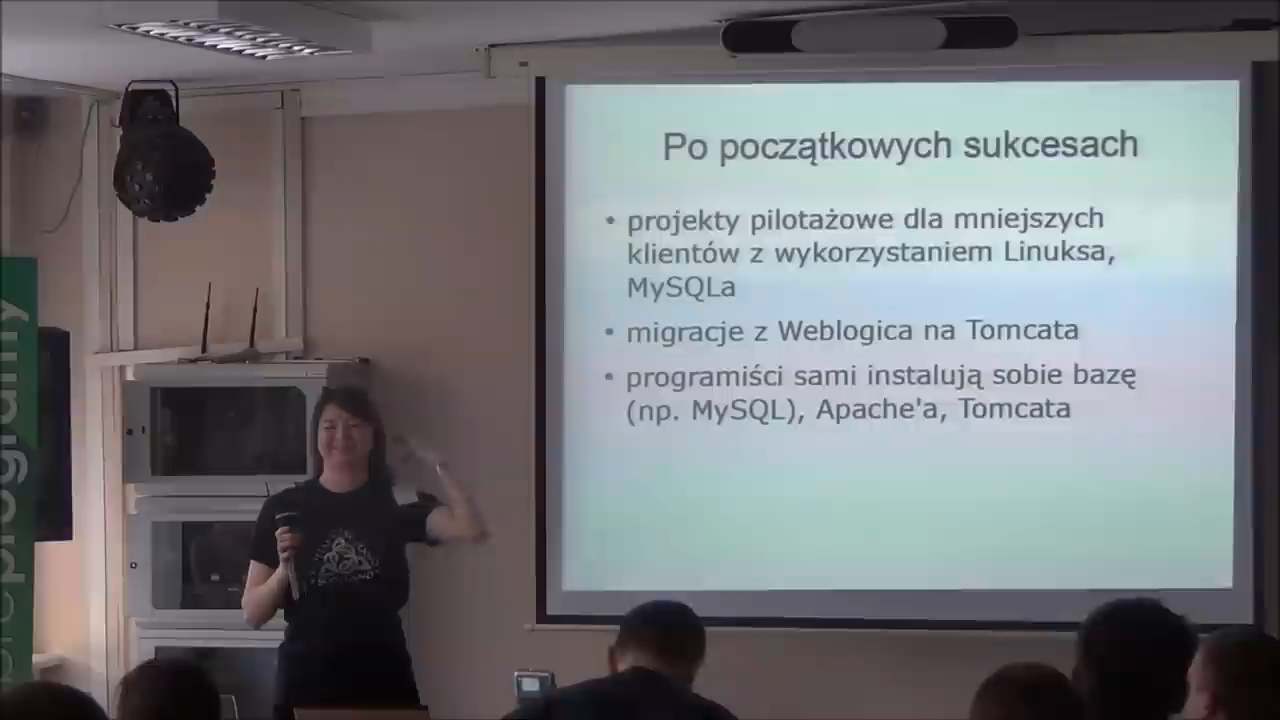 Po początkowych sukcesach
• projekty pilotażowe dla mniejszych
klientów z wykorzystaniem Linuksa,
MySQLa
• migracje z Weblogica na Tomcata
• programiści sami instalują sobie bazę
(np. MySQL), Apache'a, Tomcata
programy